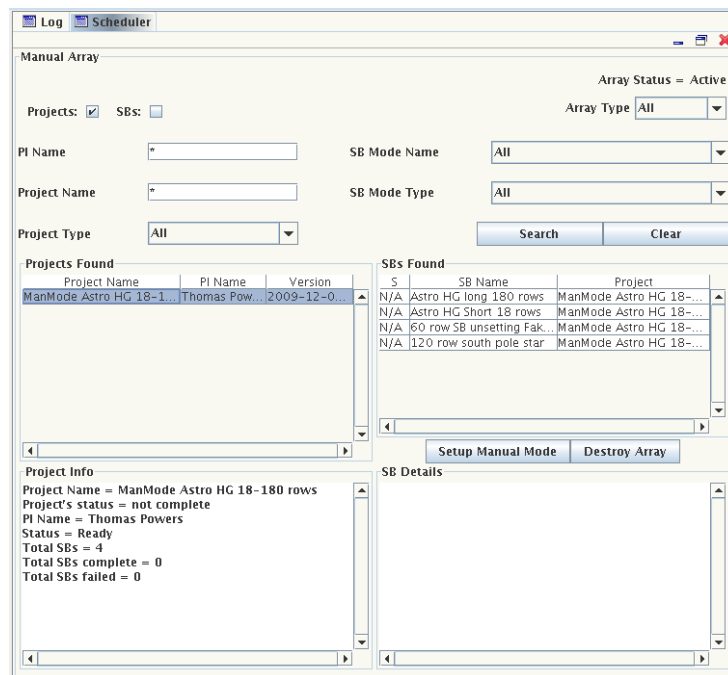 Log Scheduler
Manual Array
Array Status = Active
Projects: SBs: Array Type All
PI Name * SB Mode Name All
Project Name * SB Mode Type All
Project Type All Search Clear
Projects Found
Project Name PI Name Version
ManMode Astro HG 18-1... Thomas Pow... 2009-12-0...
SBs Found
S SB Name Project
N/A Astro HG long 180 rows ManMode Astro HG 18-...
N/A Astro HG Short 18 rows ManMode Astro HG 18-...
N/A 60 row SB unsetting Fak... ManMode Astro HG 18-...
N/A 120 row south pole star ManMode Astro HG 18-...
Setup Manual Mode Destroy Array
Project Info
Project Name = ManMode Astro HG 18-180 rows
Project's status = not complete
PI Name = Thomas Powers
Status = Ready
Total SBs = 4
Total SBs complete = 0
Total SBs failed = 0
SB Details